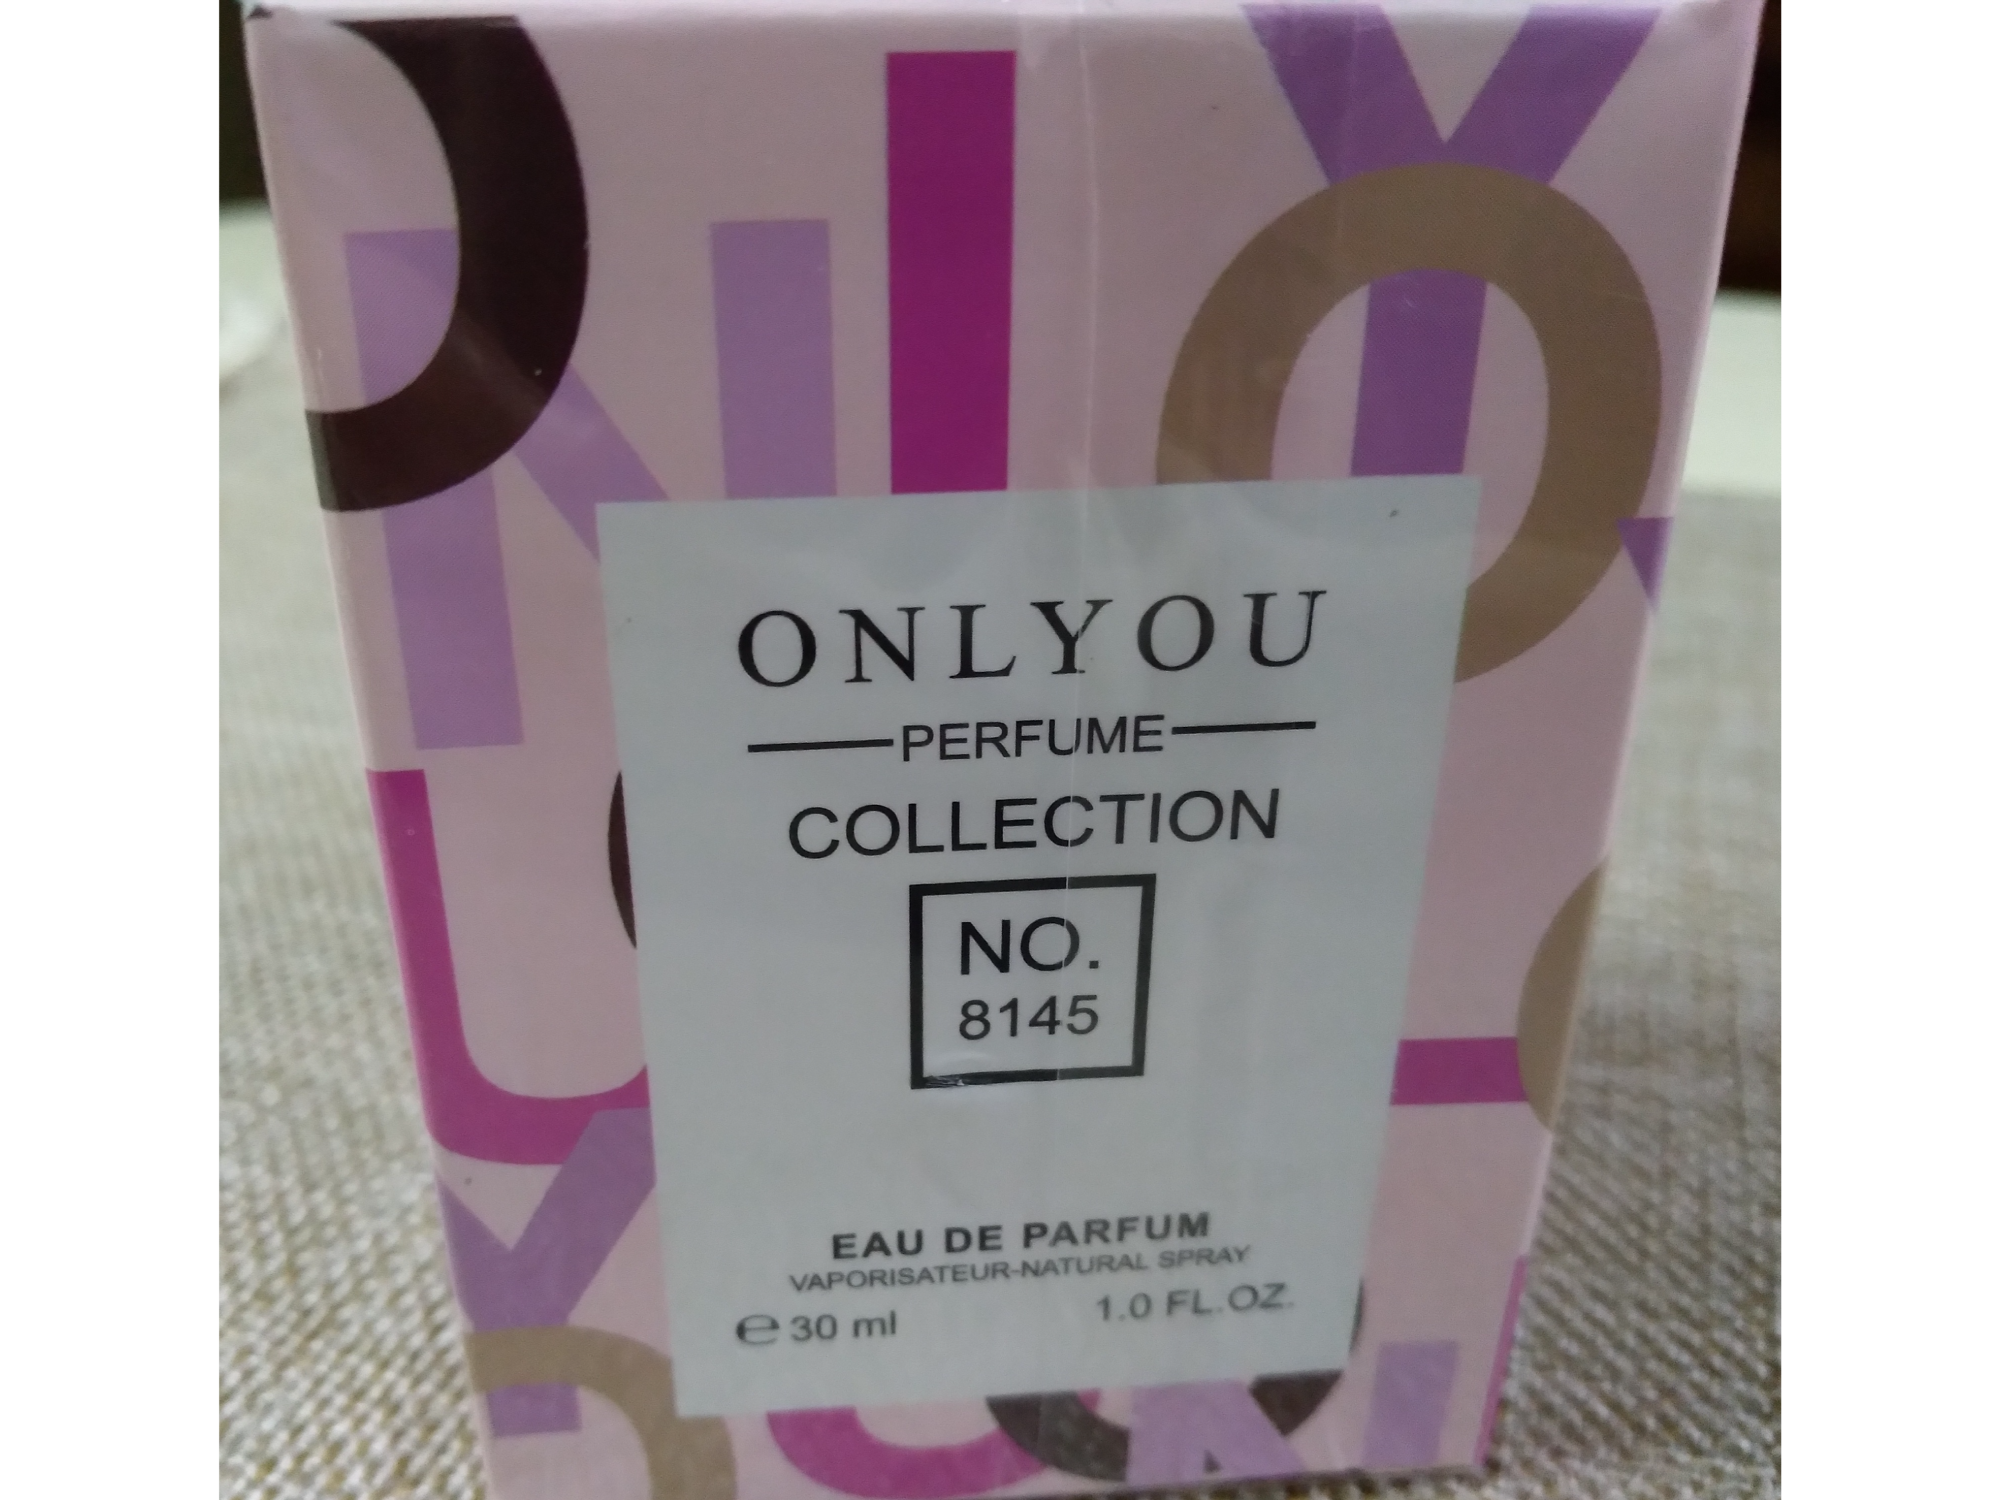 ONLYOU
PERFUME
COLLECTION
NO.
8145
EAU DE PARFUM
VAPORISATEUR-NATURAL SPRAY
℮ 30 ml 1.0 FL.OZ.